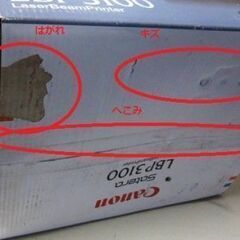 LBP3100
LaserBeamPrinter
はがれ
キズ
へこみ
Canon
Satera
LBP3100